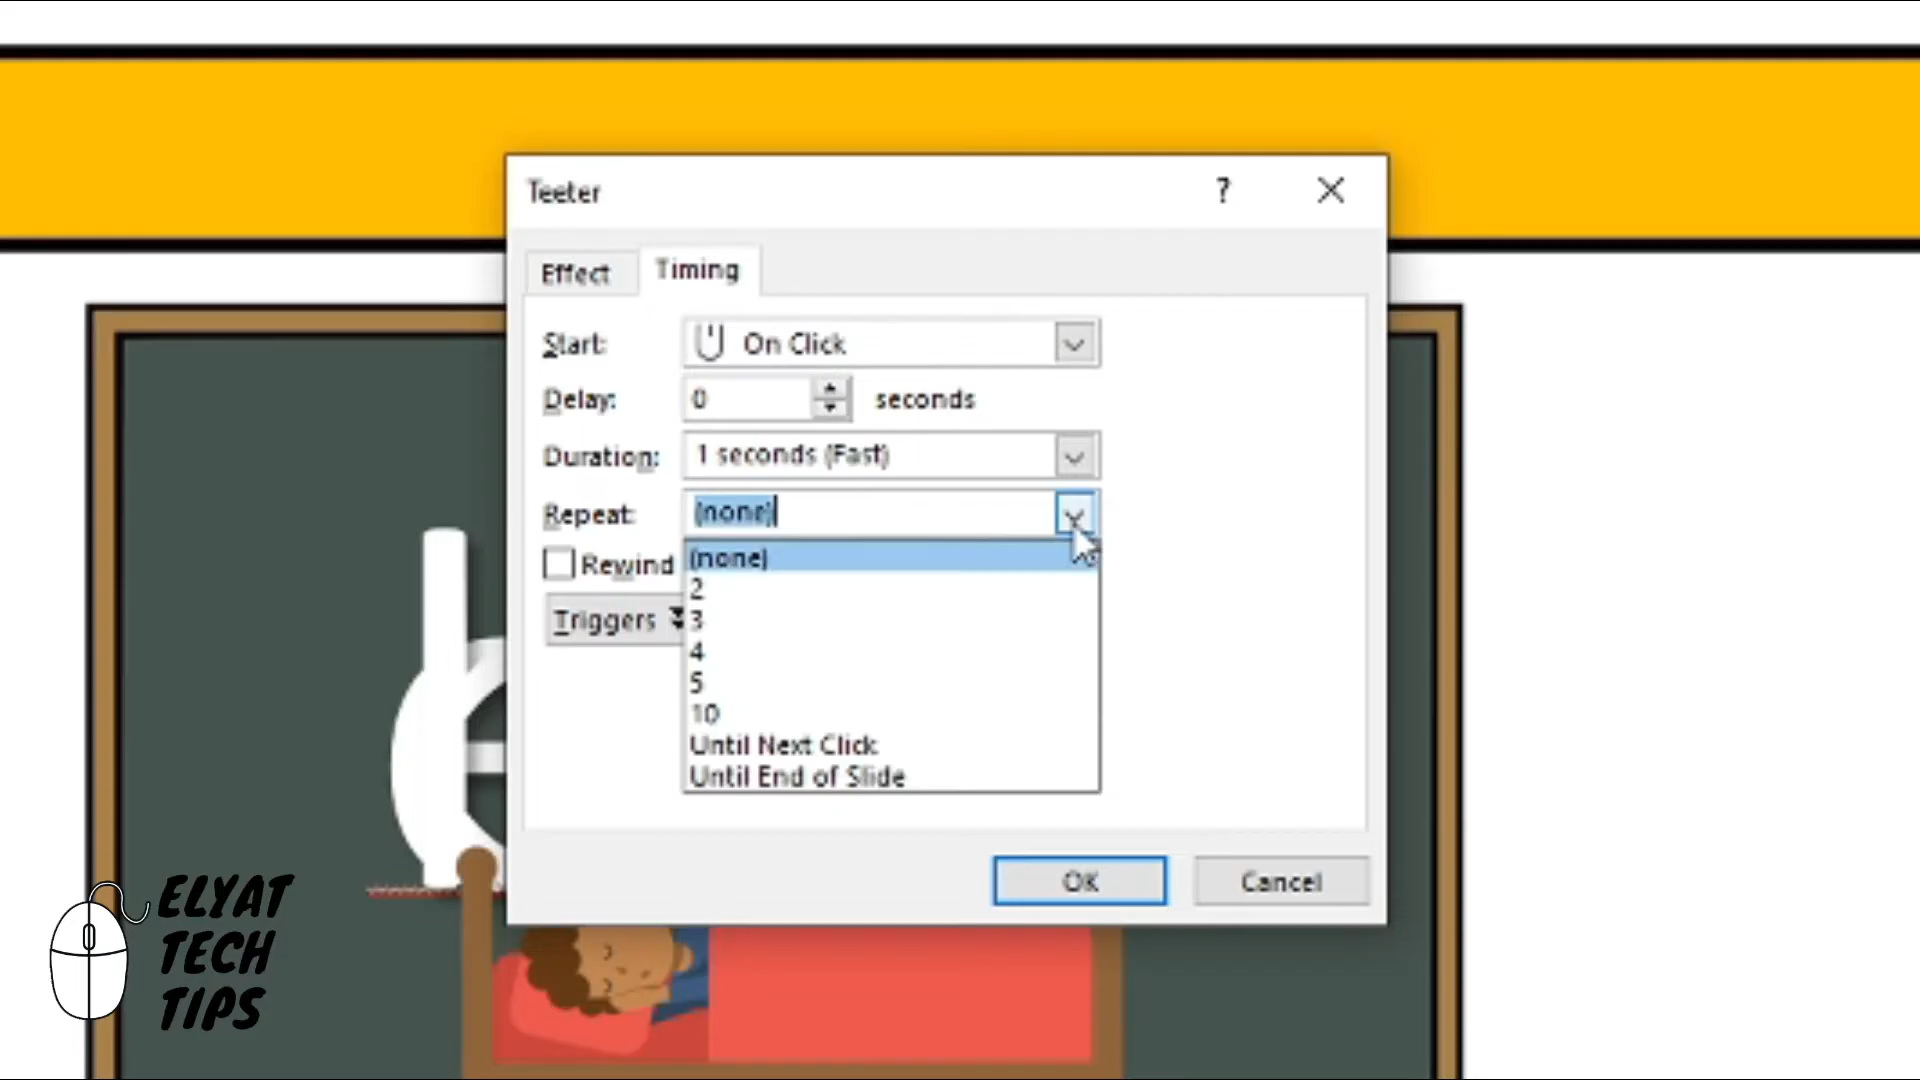 Teeter ?
Effect Timing
Start: On Click
Delay: 0 seconds
Duration: 1 seconds (Fast)
Repeat: (none)
Rewind (none)
2
Triggers 3
4
5
10
Until Next Click
Until End of Slide
OK Cancel
ELYAT
TECH
TIPS